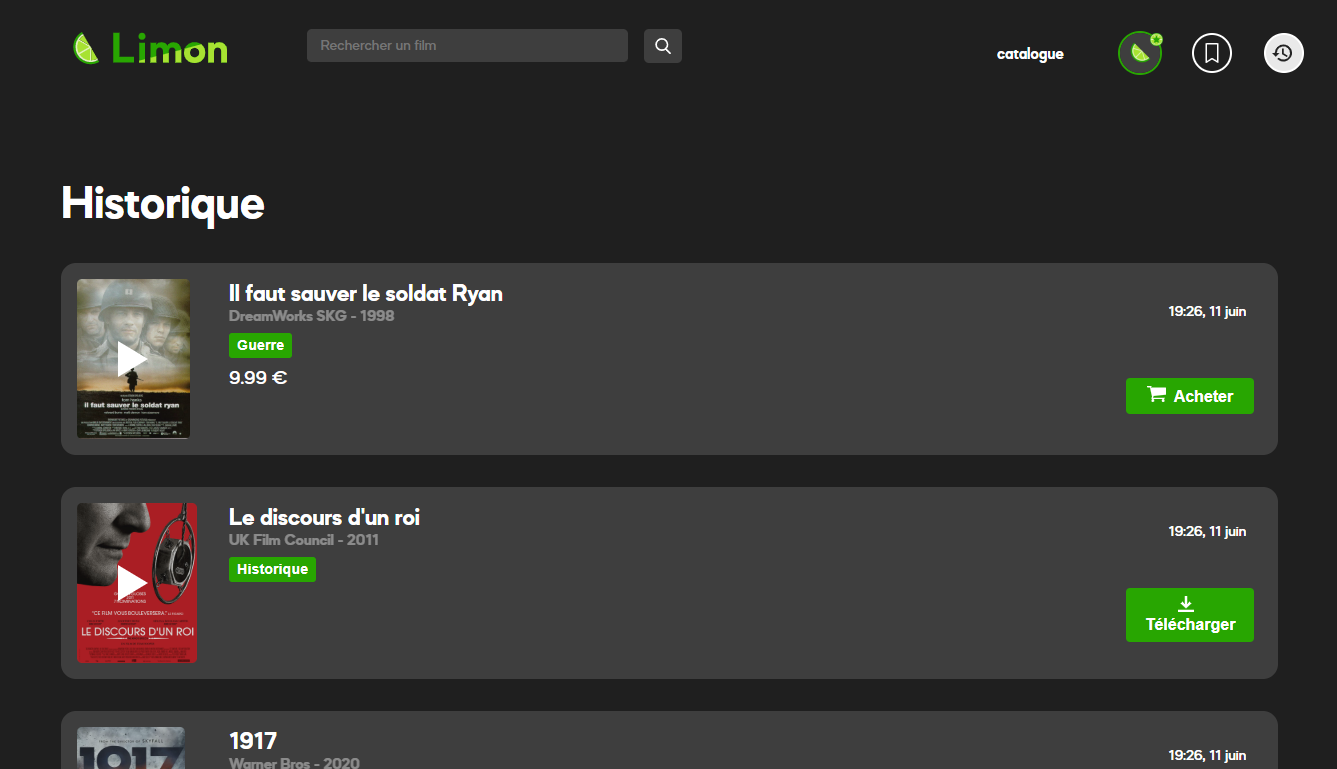 Limon
Rechercher un film
catalogue
Historique
Il faut sauver le soldat Ryan
DreamWorks SKG - 1998
19:26, 11 juin
Guerre
9.99 €
Acheter
il faut sauver le soldat ryan
Le discours d'un roi
UK Film Council - 2011
19:26, 11 juin
Historique
"CE FILM VOUS BOULEVERSERA."
LE DISCOURS D'UN ROI
Télécharger
1917
Warner Bros - 2020
19:26, 11 juin
1917